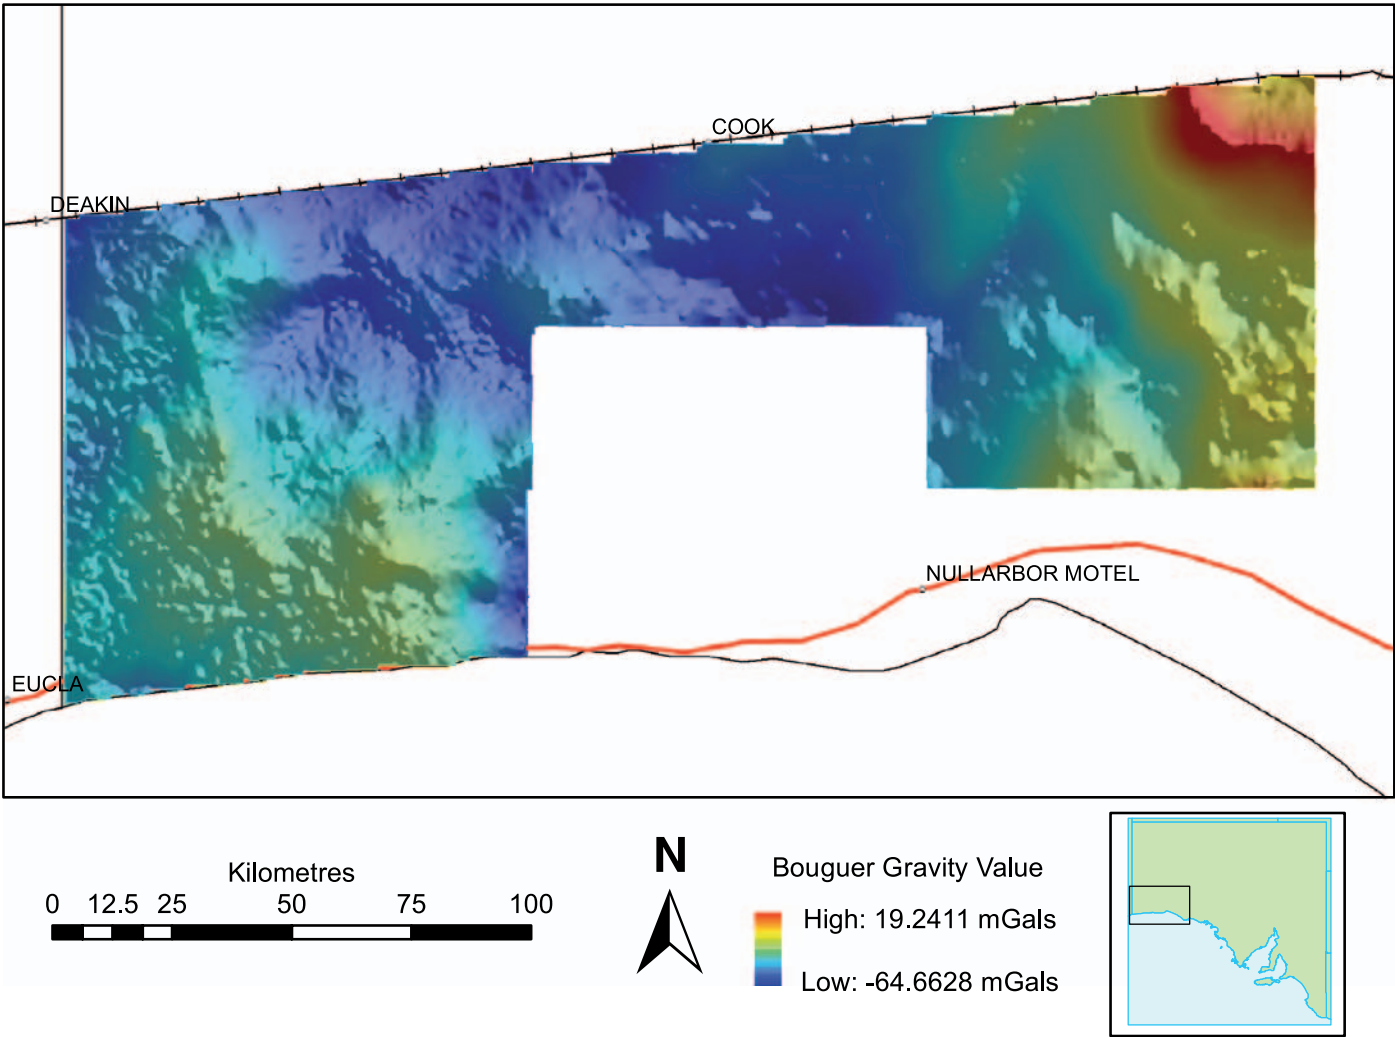 COOK
DEAKIN
NULLARBOR MOTEL
EUCLA
Kilometres
0 12.5 25 50 75 100
N
Bouguer Gravity Value
High: 19.2411 mGals
Low: -64.6628 mGals